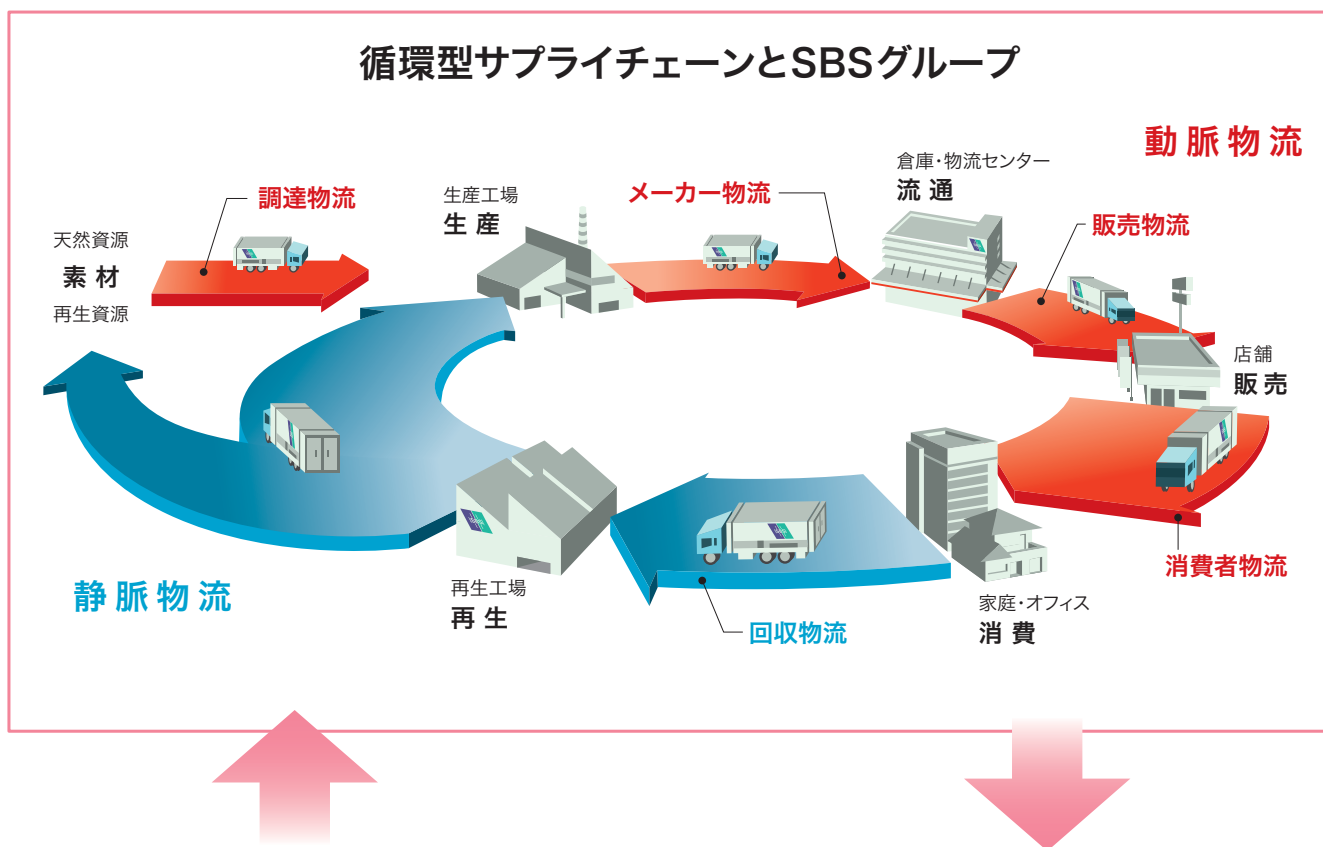 循環型サプライチェーンとSBSグループ
動脈物流
調達物流
天然資源
素材
再生資源
生産工場
生産
メーカー物流
倉庫・物流センター
流通
販売物流
店舗
販売
消費者物流
家庭・オフィス
消費
回収物流
再生工場
再生
静脈物流